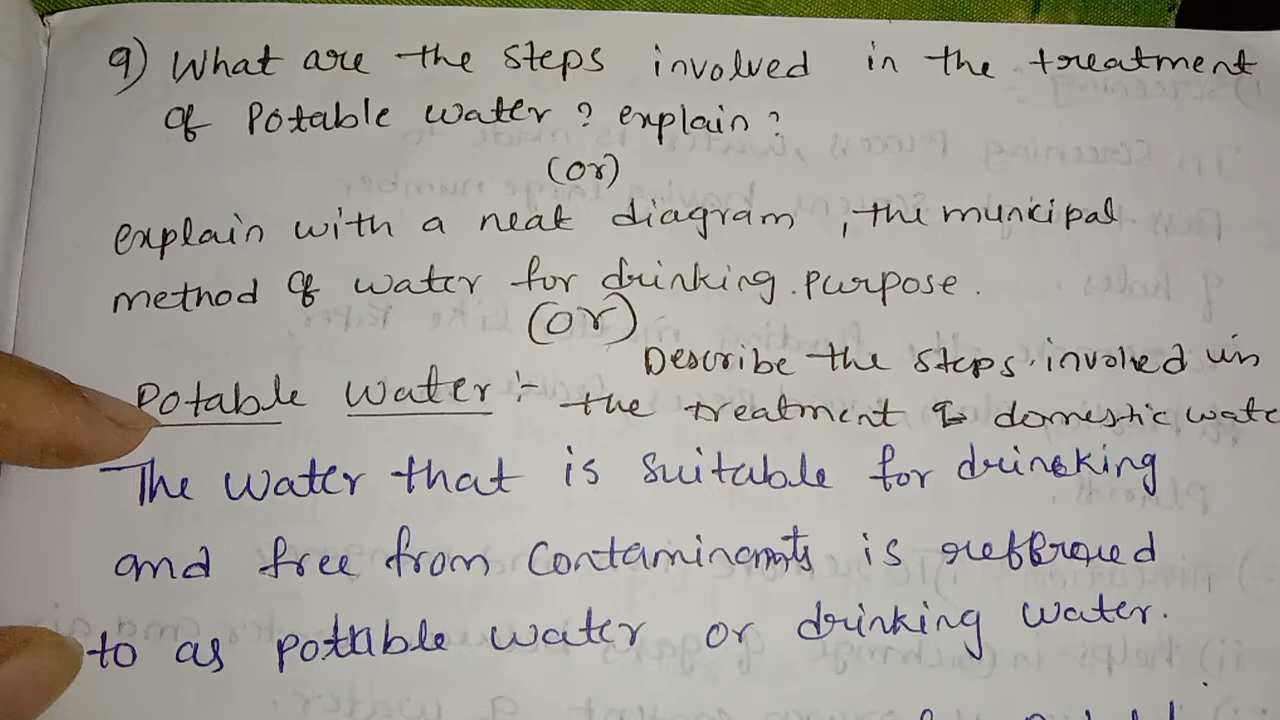 9) What are the steps involved in the treatment
of Potable water? explain?
(or)
explain with a neat diagram, the municipal
method of water for drinking purpose.
(or)
Describe the steps involved in
Potable Water :- the treatment of domestic wate
The water that is suitable for drinsking
and free from contaminants is reffered
to as potable water or drinking water.